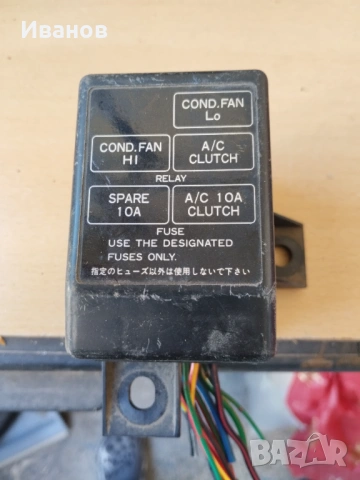 Иванов
COND.FAN
Lo
COND.FAN
HI
A/C
CLUTCH
RELAY
SPARE
10A
A/C 10A
CLUTCH
FUSE
USE THE DESIGNATED
FUSES ONLY.
指定のヒューズ以外は使用しないで下さい
BAZAR